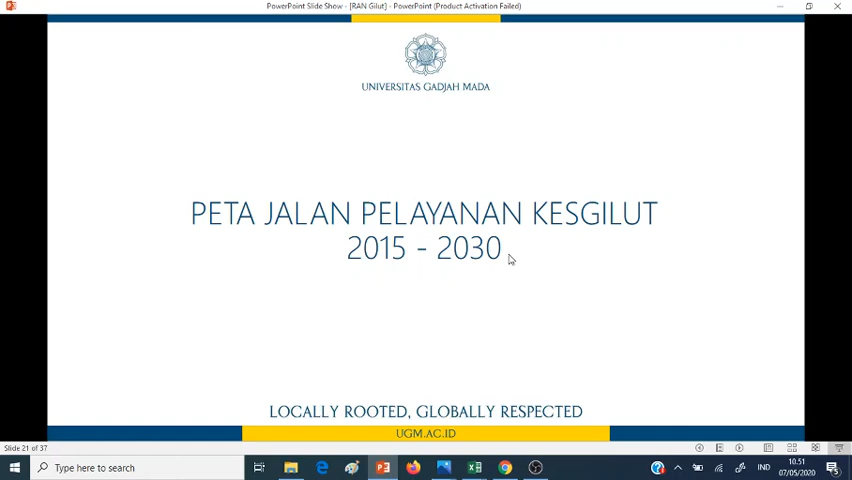 PowerPoint Slide Show - [RAN Gilut] - PowerPoint (Product Activation Failed)
UNIVERSITAS GADJAH MADA
PETA JALAN PELAYANAN KESGILUT
2015 - 2030
LOCALLY ROOTED, GLOBALLY RESPECTED
UGM.AC.ID
Slide 21 of 37
Type here to search
IND
10.51
07/05/2020
5